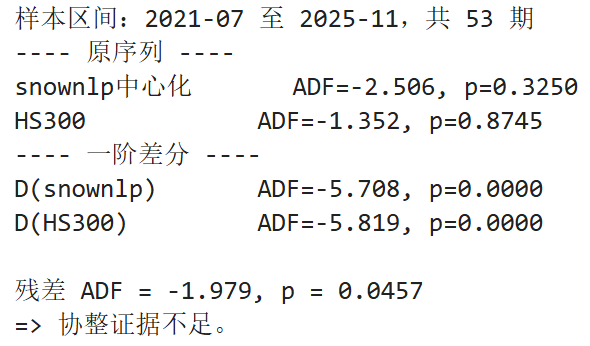 样本区间：2021-07 至 2025-11，共 53 期
---- 原序列 ----
snownlp中心化 ADF=-2.506, p=0.3250
HS300 ADF=-1.352, p=0.8745
---- 一阶差分 ----
D(snownlp) ADF=-5.708, p=0.0000
D(HS300) ADF=-5.819, p=0.0000
残差 ADF = -1.979, p = 0.0457
=> 协整证据不足。